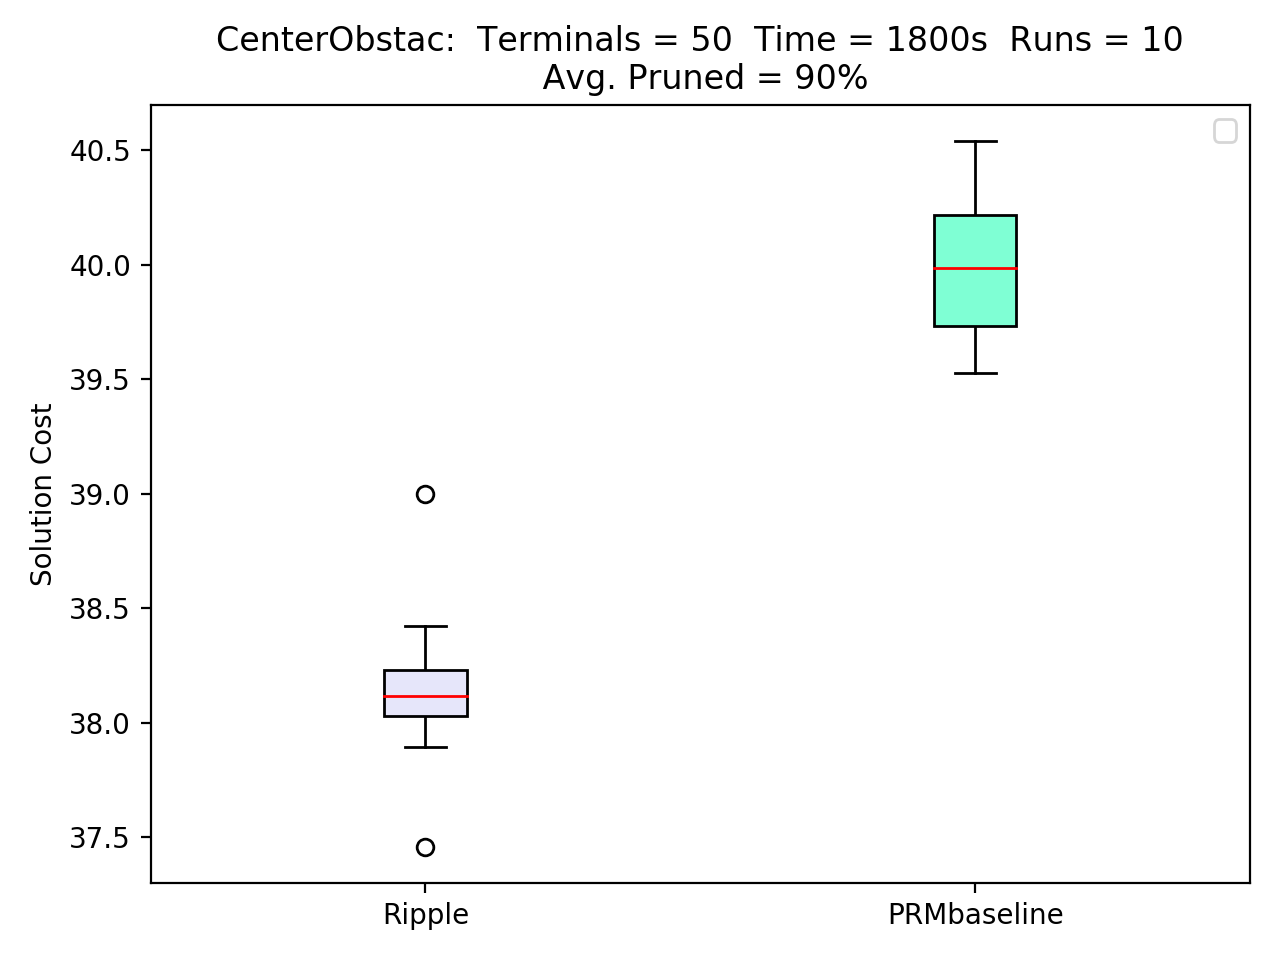 CenterObstac:  Terminals = 50  Time = 1800s  Runs = 10
Avg. Pruned = 90%
40.5
40.0
39.5
39.0
38.5
38.0
37.5
Solution Cost
Ripple
PRMbaseline